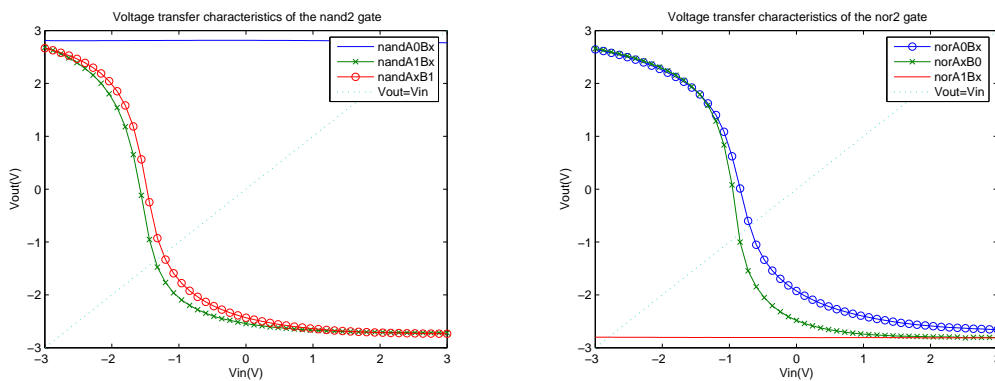 Voltage transfer characteristics of the nand2 gate
3
2
1
0
−1
−2
−3
Vout(V)
−3 −2 −1 0 1 2 3
Vin(V)
nandA0Bx
nandA1Bx
nandAxB1
Vout=Vin
Voltage transfer characteristics of the nor2 gate
3
2
1
0
−1
−2
−3
Vout(V)
−3 −2 −1 0 1 2 3
Vin(V)
norA0Bx
norAxB0
norA1Bx
Vout=Vin